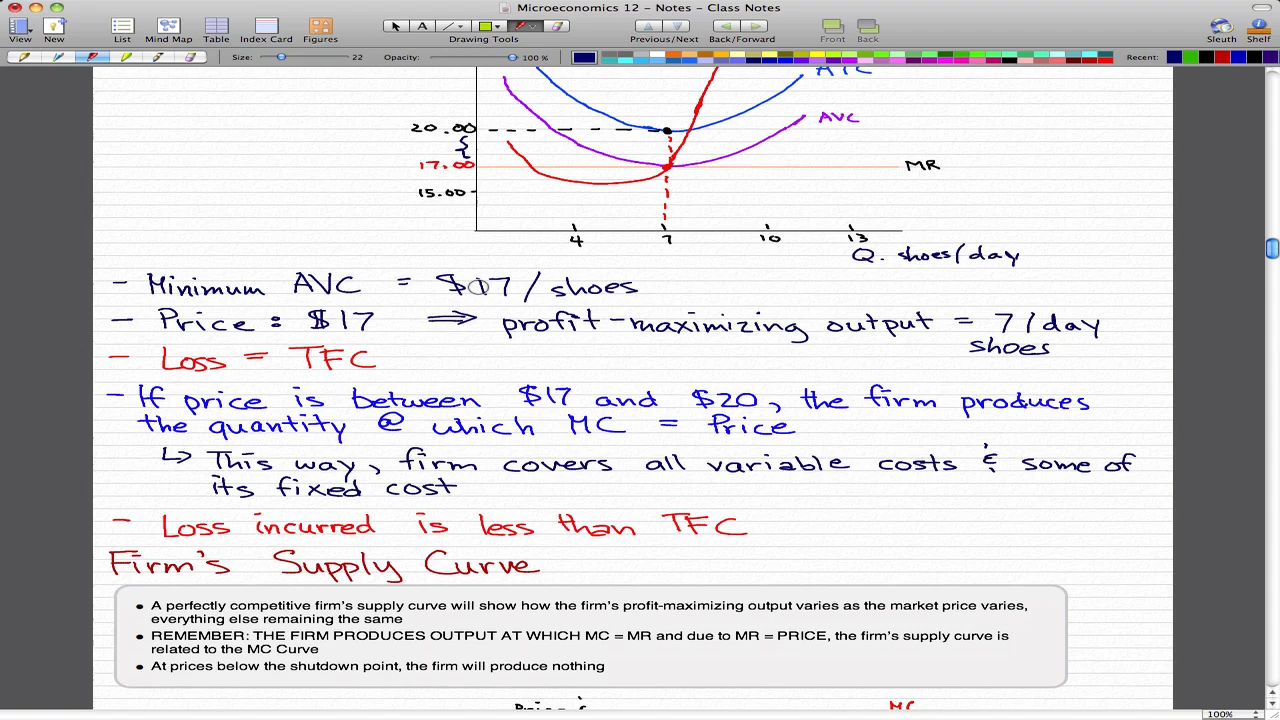 Microeconomics 12 - Notes - Class Notes
View New List Mind Map Table Index Card Figures Drawing Tools Previous/Next Back/Forward Front Back Sleuth Shelf
Size: 22 Opacity: 100 % Recent:
ATC
20.00
AVC
17.00
MR
15.00
4 7 10 13
Q. shoes/day
- Minimum AVC = $17/shoes
- Price: $17 ⇒ profit-maximizing output = 7/day
shoes
- Loss = TFC
- If price is between $17 and $20, the firm produces
the quantity @ which MC = Price
↳ This way, firm covers all variable costs & some of
its fixed cost
- Loss incurred is less than TFC
Firm's Supply Curve
• A perfectly competitive firm's supply curve will show how the firm's profit-maximizing output varies as the market price varies,
everything else remaining the same
• REMEMBER: THE FIRM PRODUCES OUTPUT AT WHICH MC = MR and due to MR = PRICE, the firm's supply curve is
related to the MC Curve
• At prices below the shutdown point, the firm will produce nothing
100%